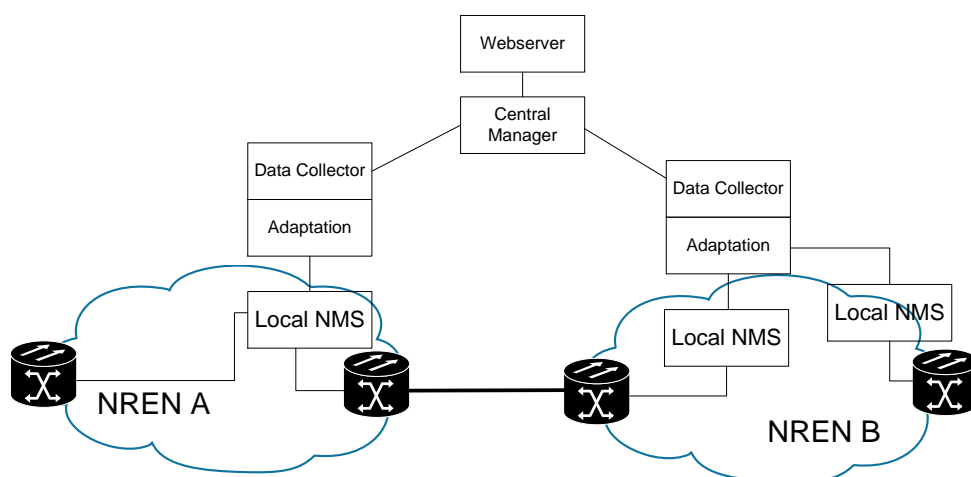 Webserver
Central
Manager
Data Collector
Adaptation
Data Collector
Adaptation
Local NMS
Local NMS
Local NMS
NREN A
NREN B